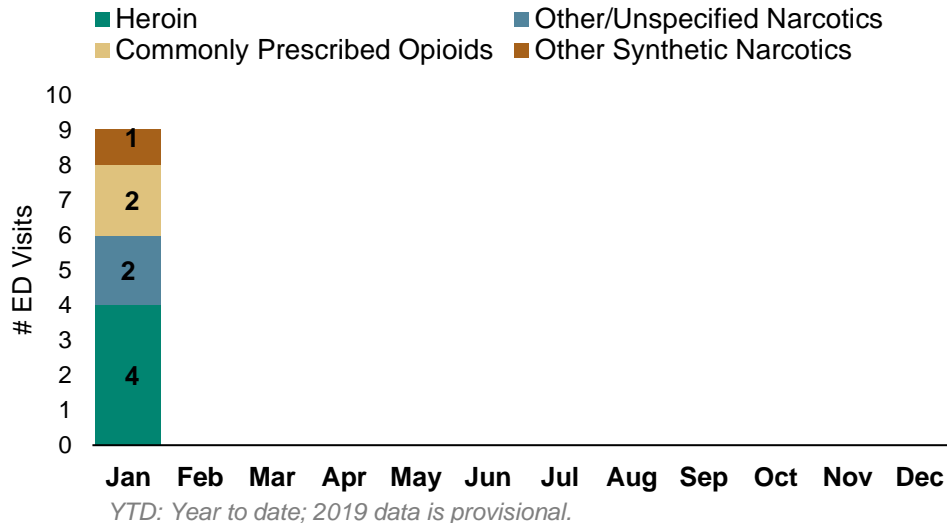 Heroin
Other/Unspecified Narcotics
Commonly Prescribed Opioids
Other Synthetic Narcotics
# ED Visits
10
9
8
7
6
5
4
3
2
1
0
1
2
2
4
Jan Feb Mar Apr May Jun Jul Aug Sep Oct Nov Dec
YTD: Year to date; 2019 data is provisional.